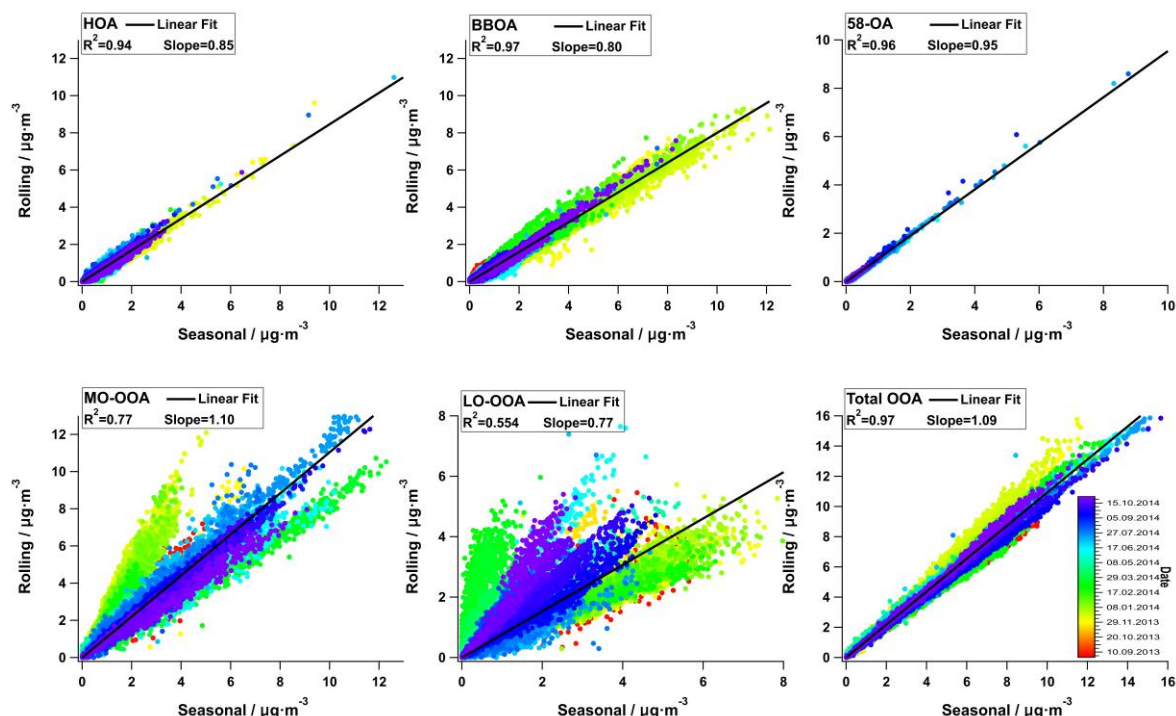 HOA — Linear Fit
R²=0.94 Slope=0.85
12
10
8
6
4
2
0
Rolling / µg·m⁻³
0 2 4 6 8 10 12
Seasonal / µg·m⁻³
BBOA — Linear Fit
R²=0.97 Slope=0.80
12
10
8
6
4
2
0
Rolling / µg·m⁻³
0 2 4 6 8 10 12
Seasonal / µg·m⁻³
58-OA — Linear Fit
R²=0.96 Slope=0.95
10
8
6
4
2
0
Rolling / µg·m⁻³
0 2 4 6 8 10
Seasonal / µg·m⁻³
MO-OOA — Linear Fit
R²=0.77 Slope=1.10
12
10
8
6
4
2
0
Rolling / µg·m⁻³
0 2 4 6 8 10 12
Seasonal / µg·m⁻³
LO-OOA — Linear Fit
R²=0.554 Slope=0.77
8
6
4
2
0
Rolling / µg·m⁻³
0 2 4 6 8
Seasonal / µg·m⁻³
Total OOA — Linear Fit
R²=0.97 Slope=1.09
16
14
12
10
8
6
4
2
0
Rolling / µg·m⁻³
0 2 4 6 8 10 12 14 16
Seasonal / µg·m⁻³
15.10.2014
05.09.2014
27.07.2014
17.06.2014
08.05.2014
29.03.2014
17.02.2014
08.01.2014
29.11.2013
20.10.2013
10.09.2013
Date